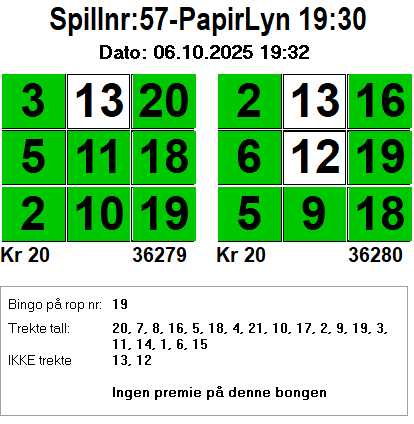 Spillnr:57-PapirLyn 19:30
Dato: 06.10.2025 19:32
3 13 20 2 13 16
5 11 18 6 12 19
2 10 19 5 9 18
Kr 20 36279 Kr 20 36280
Bingo på rop nr: 19
Trekte tall: 20, 7, 8, 16, 5, 18, 4, 21, 10, 17, 2, 9, 19, 3,
11, 14, 1, 6, 15
IKKE trekte 13, 12
Ingen premie på denne bongen